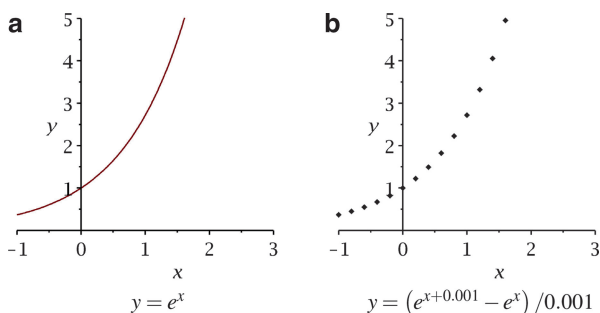 a
5
4
3
y
2
1
−1 0 1 2 3
x
y = e^x
b
5
4
3
y
2
1
−1 0 1 2 3
x
y = (e^{x+0.001} − e^x) /0.001